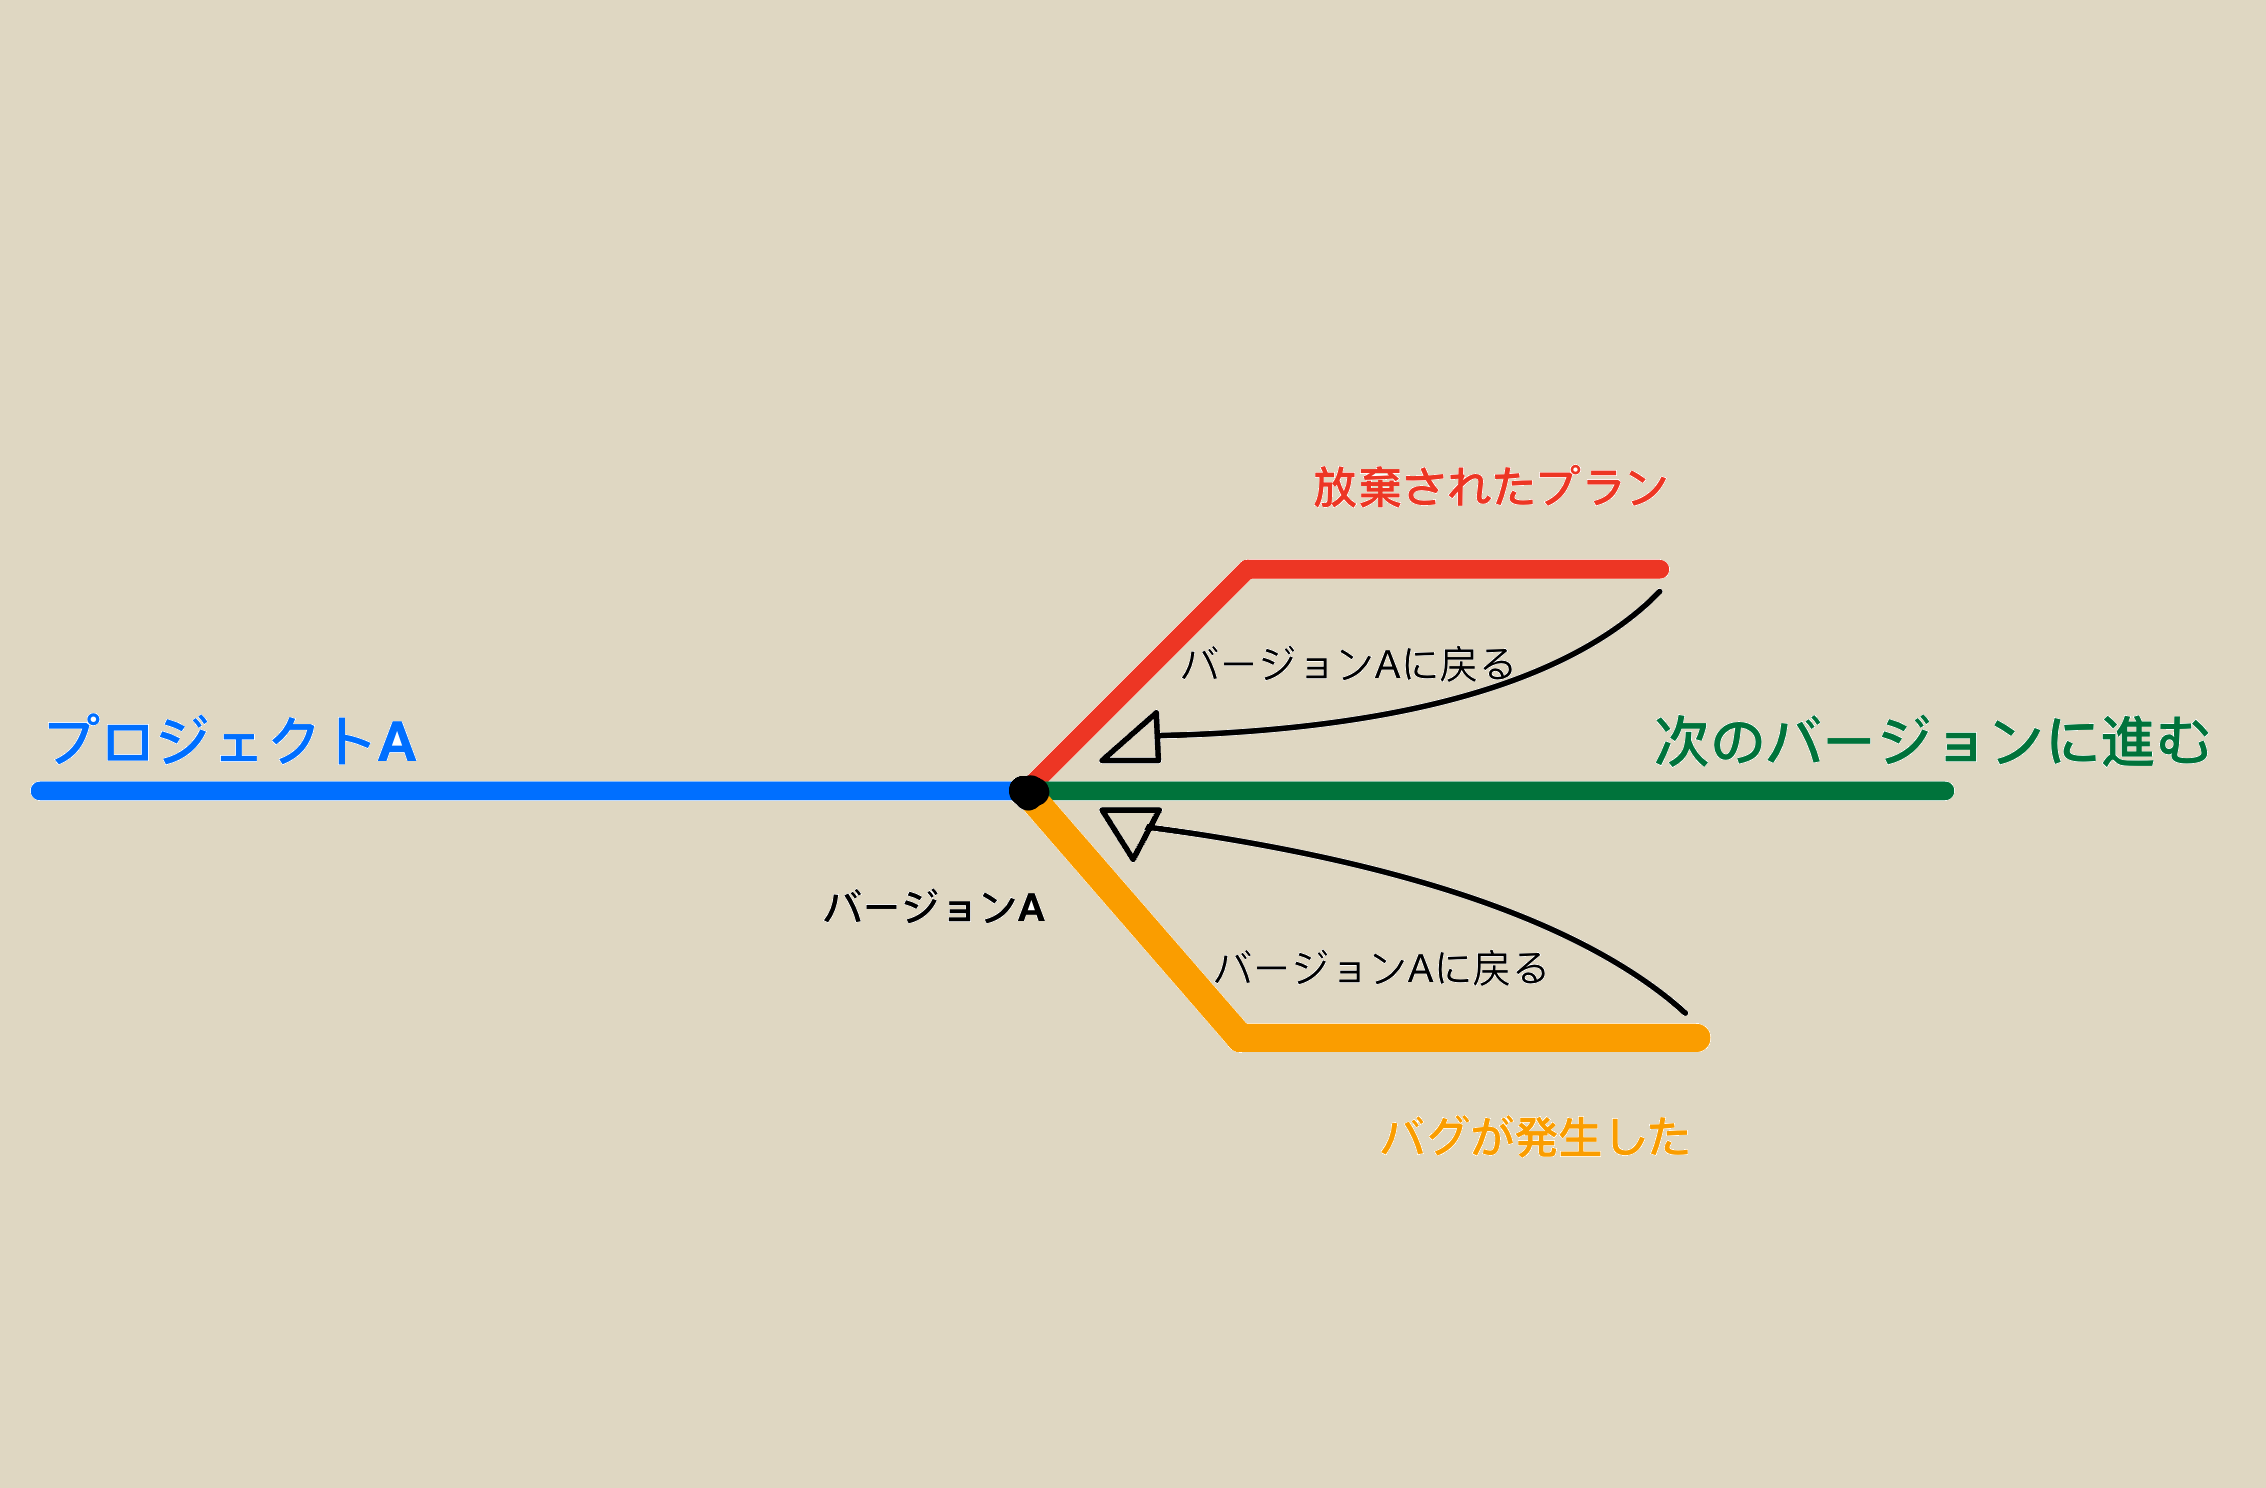 放棄されたプラン
バージョンAに戻る
プロジェクトA
次のバージョンに進む
バージョンA
バージョンAに戻る
バグが発生した